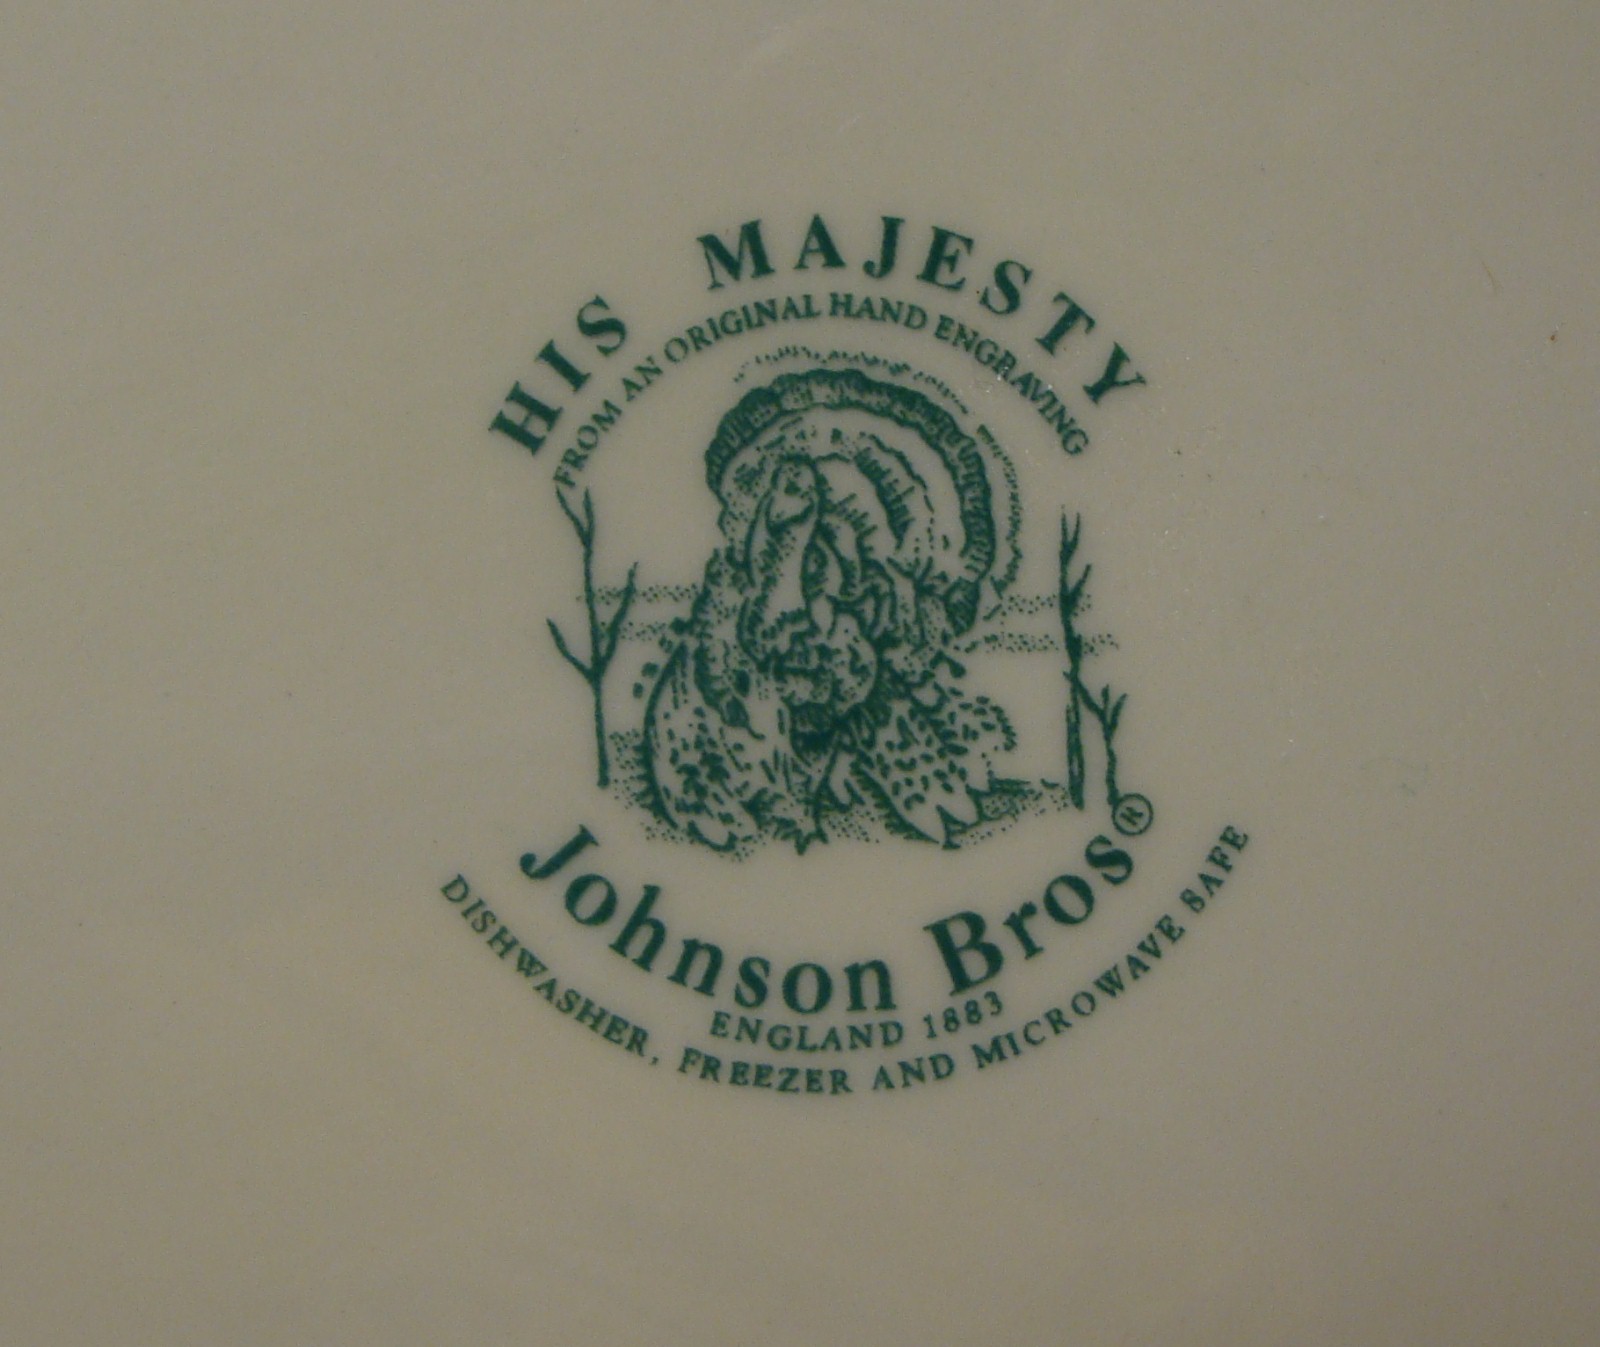 HIS MAJESTY
FROM AN ORIGINAL HAND ENGRAVING
Johnson Bros®
ENGLAND 1883
DISHWASHER, FREEZER AND MICROWAVE SAFE